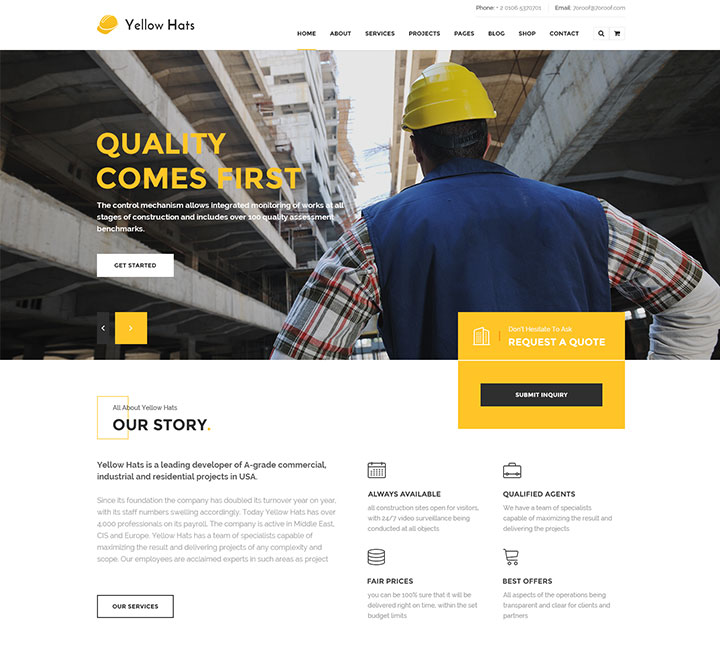 Phone: + 2 0106-5370701 Email: 7oroof@7oroof.com
Yellow Hats
HOME ABOUT SERVICES PROJECTS PAGES BLOG SHOP CONTACT
QUALITY
COMES FIRST
The control mechanism allows integrated monitoring of works at all
stages of construction and includes over 100 quality assessment
benchmarks.
GET STARTED
Don't Hesitate To Ask
REQUEST A QUOTE
SUBMIT INQUIRY
All About Yellow Hats
OUR STORY.
Yellow Hats is a leading developer of A-grade commercial,
industrial and residential projects in USA.
Since its foundation the company has doubled its turnover year on year,
with its staff numbers swelling accordingly. Today Yellow Hats has over
4,000 professionals on its payroll. The company is active in Middle East,
CIS and Europe. Yellow Hats has a team of specialists capable of
maximizing the result and delivering projects of any complexity and
scope. Our employees are acclaimed experts in such areas as project
OUR SERVICES
ALWAYS AVAILABLE
all construction sites open for visitors,
with 24/7 video surveillance being
conducted at all objects
QUALIFIED AGENTS
We have a team of specialists
capable of maximizing the result and
delivering the projects
FAIR PRICES
you can be 100% sure that it will be
delivered right on time, within the set
budget limits
BEST OFFERS
All aspects of the operations being
transparent and clear for clients and
partners